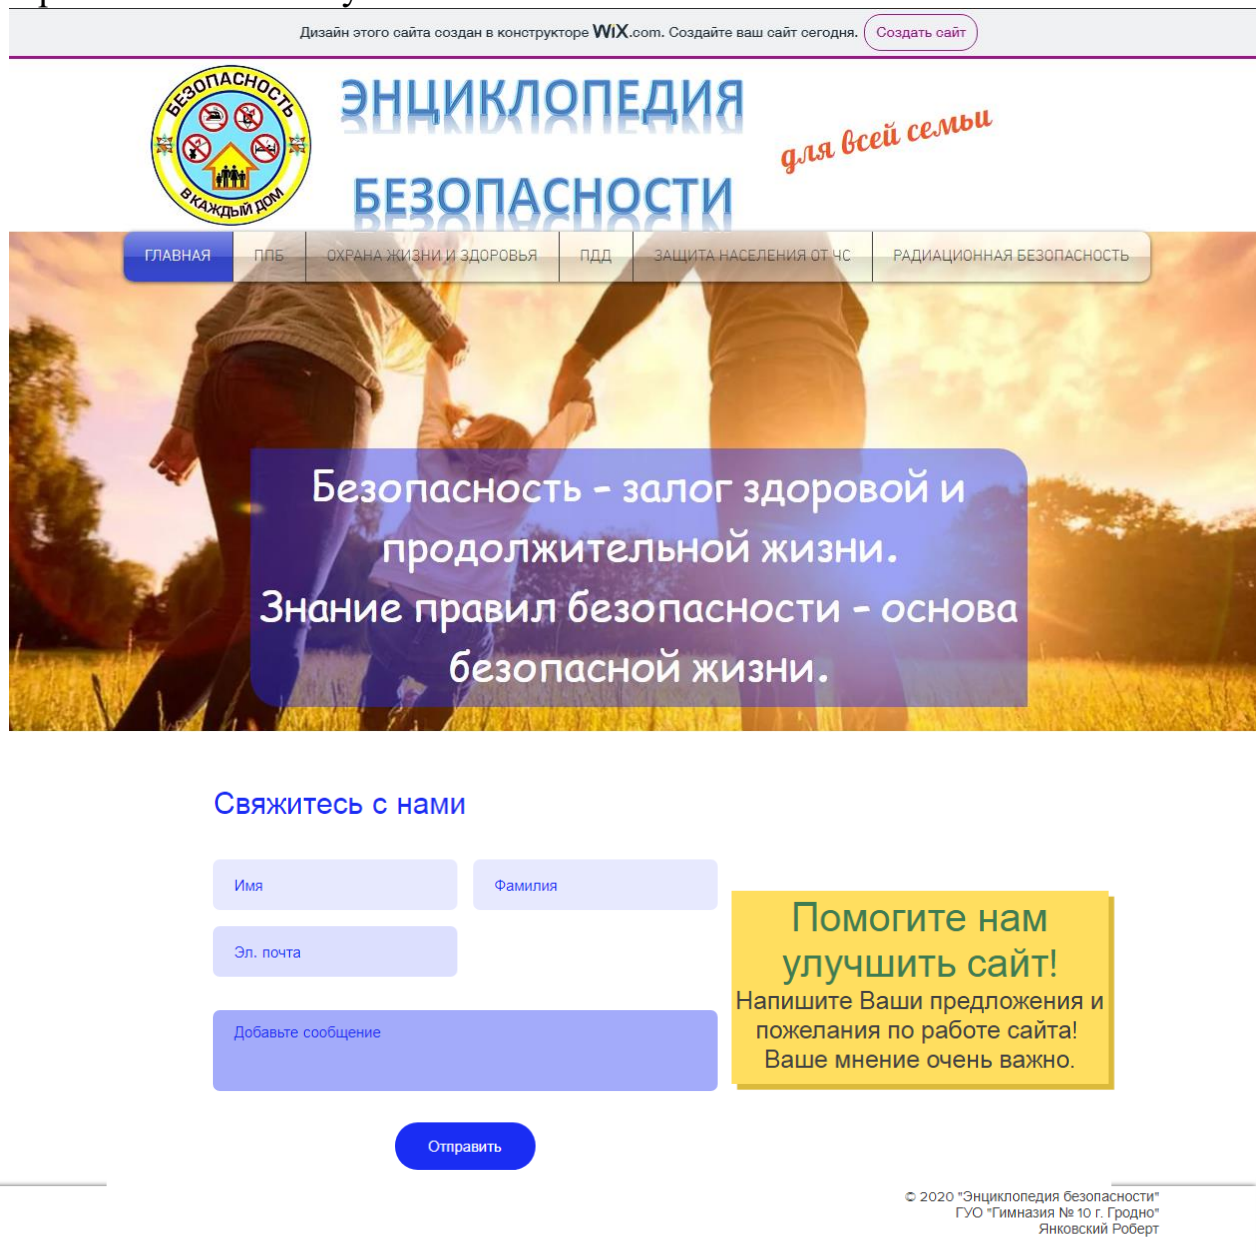 Дизайн этого сайта создан в конструкторе WiX.com. Создайте ваш сайт сегодня. Создать сайт
БЕЗОПАСНОСТЬ
В КАЖДЫЙ ДОМ
ЭНЦИКЛОПЕДИЯ
БЕЗОПАСНОСТИ
для всей семьи
ГЛАВНАЯ ППБ ОХРАНА ЖИЗНИ И ЗДОРОВЬЯ ПДД ЗАЩИТА НАСЕЛЕНИЯ ОТ ЧС РАДИАЦИОННАЯ БЕЗОПАСНОСТЬ
Безопасность - залог здоровой и
продолжительной жизни.
Знание правил безопасности - основа
безопасной жизни.
Свяжитесь с нами
Имя Фамилия
Эл. почта
Добавьте сообщение
Отправить
Помогите нам
улучшить сайт!
Напишите Ваши предложения и
пожелания по работе сайта!
Ваше мнение очень важно.
© 2020 "Энциклопедия безопасности"
ГУО "Гимназия № 10 г. Гродно"
Янковский Роберт